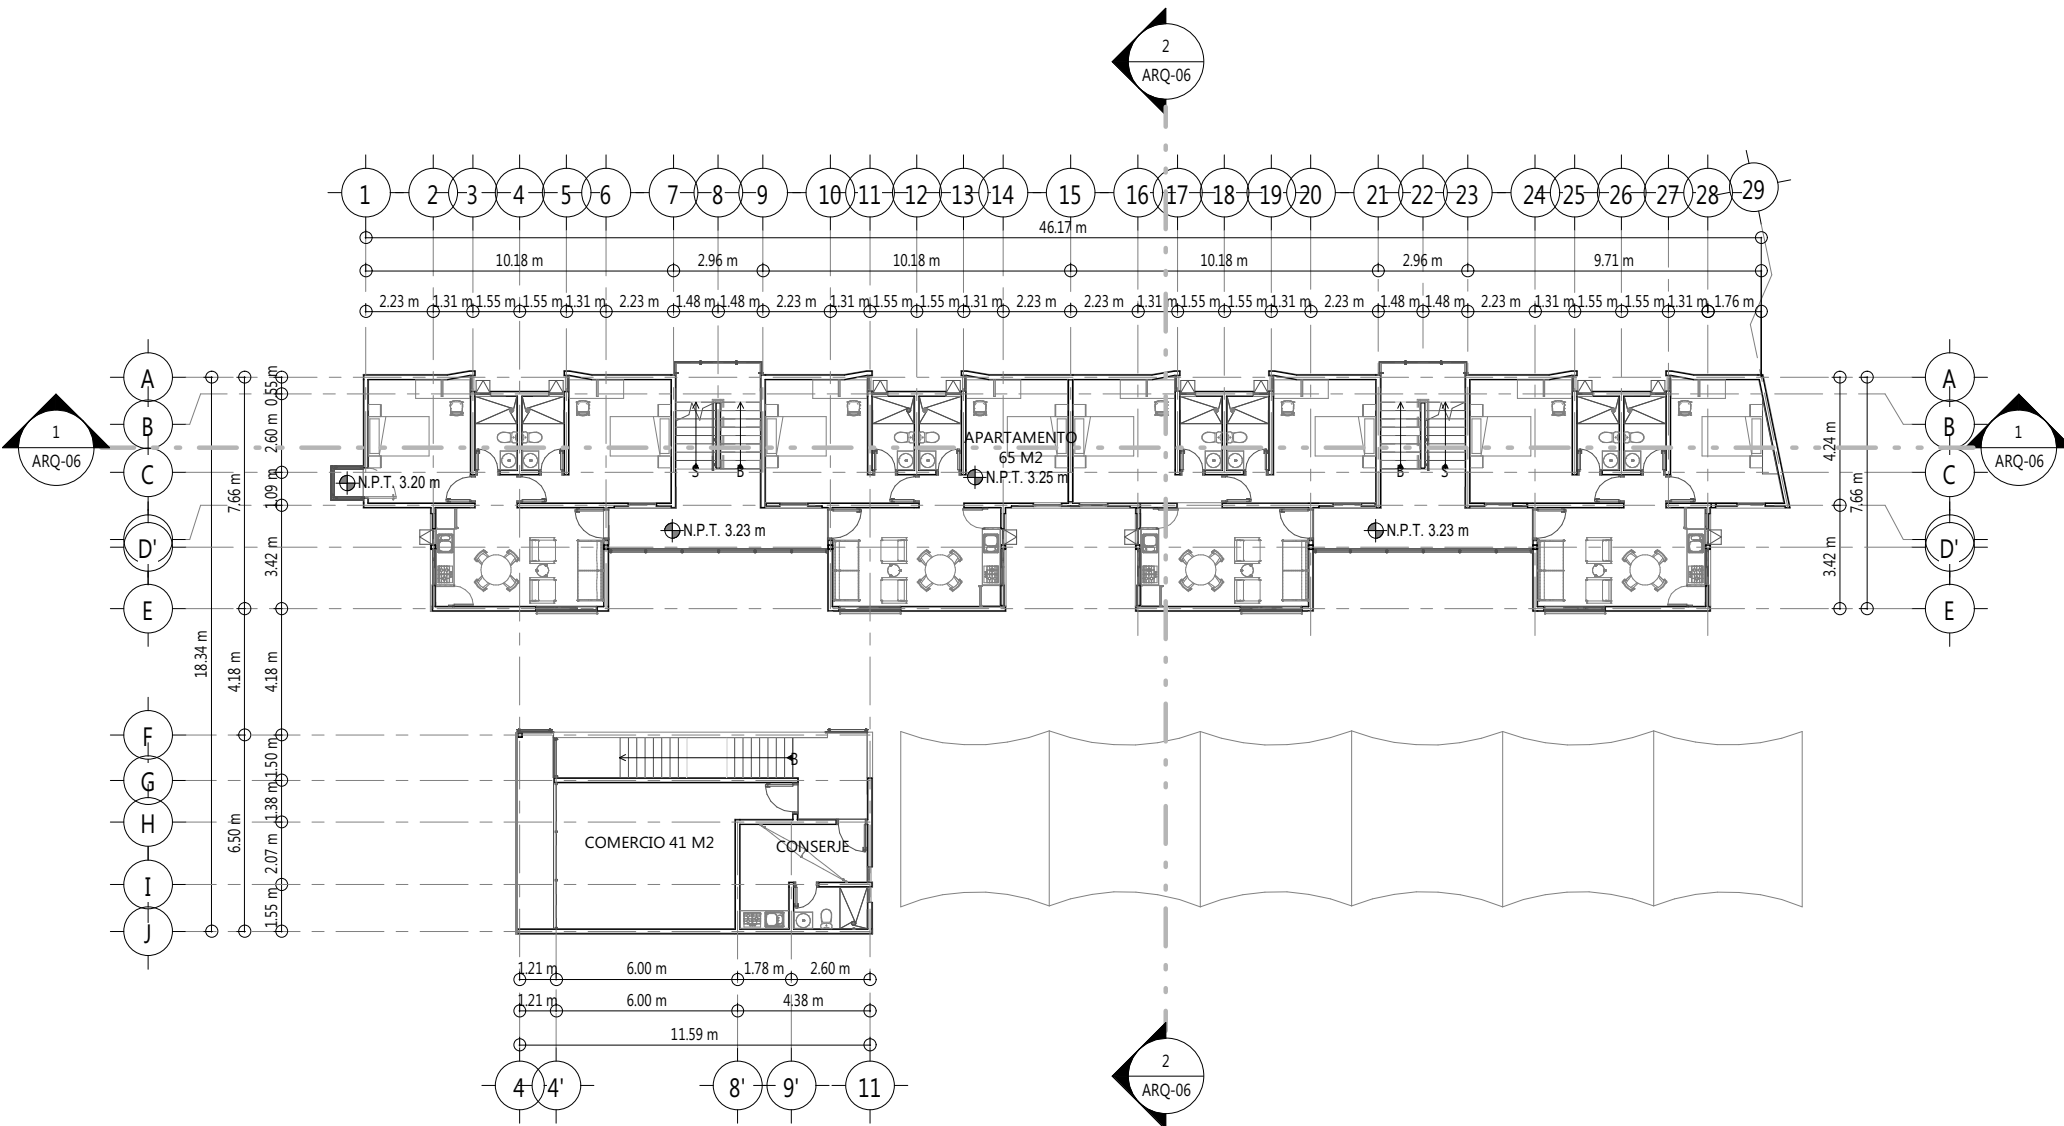 2
ARQ-06
1 2 3 4 5 6 7 8 9 10 11 12 13 14 15 16 17 18 19 20 21 22 23 24 25 26 27 28 29
46.17 m
10.18 m 2.96 m 10.18 m 10.18 m 2.96 m 9.71 m
2.23 m 1.31 m 1.55 m 1.55 m 1.31 m 2.23 m 1.48 m 1.48 m 2.23 m 1.31 m 1.55 m 1.55 m 1.31 m 2.23 m 2.23 m 1.31 m 1.55 m 1.55 m 1.31 m 2.23 m 1.48 m 1.48 m 2.23 m 1.31 m 1.55 m 1.55 m 1.31 m 1.76 m
A
B
C
D'
E
F
G
H
I
J
1
ARQ-06
18.34 m
7.66 m
4.18 m
6.50 m
0.55 m
2.60 m
1.09 m
3.42 m
4.18 m
1.50 m
1.38 m
2.07 m
1.55 m
S B
B S
APARTAMENTO
65 M2
N.P.T. 3.20 m
N.P.T. 3.25 m
N.P.T. 3.23 m
N.P.T. 3.23 m
4.24 m
3.42 m
7.66 m
A
B
C
D'
E
1
ARQ-06
B
COMERCIO 41 M2
CONSERJE
1.21 m 6.00 m 1.78 m 2.60 m
1.21 m 6.00 m 4.38 m
11.59 m
4 4' 8' 9' 11
2
ARQ-06